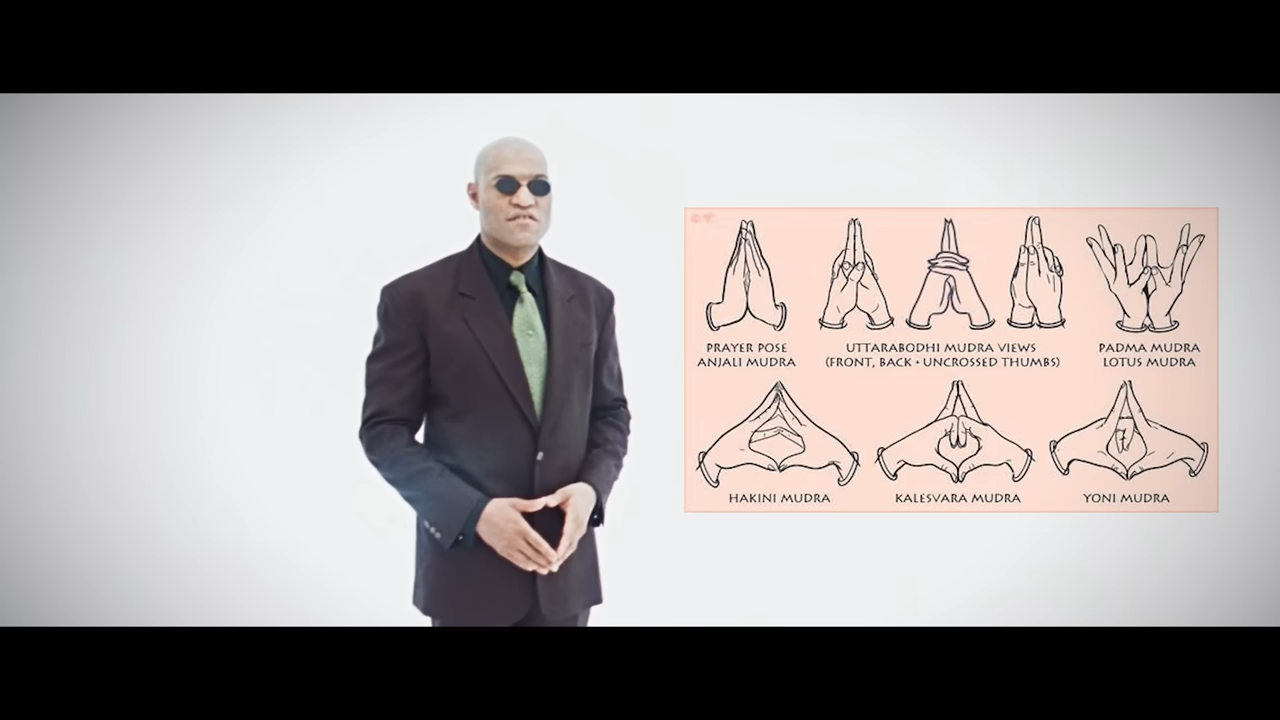 PRAYER POSE
ANJALI MUDRA
UTTARABODHI MUDRA VIEWS
(FRONT, BACK • UNCROSSED THUMBS)
PADMA MUDRA
LOTUS MUDRA
HAKINI MUDRA
KALESVARA MUDRA
YONI MUDRA